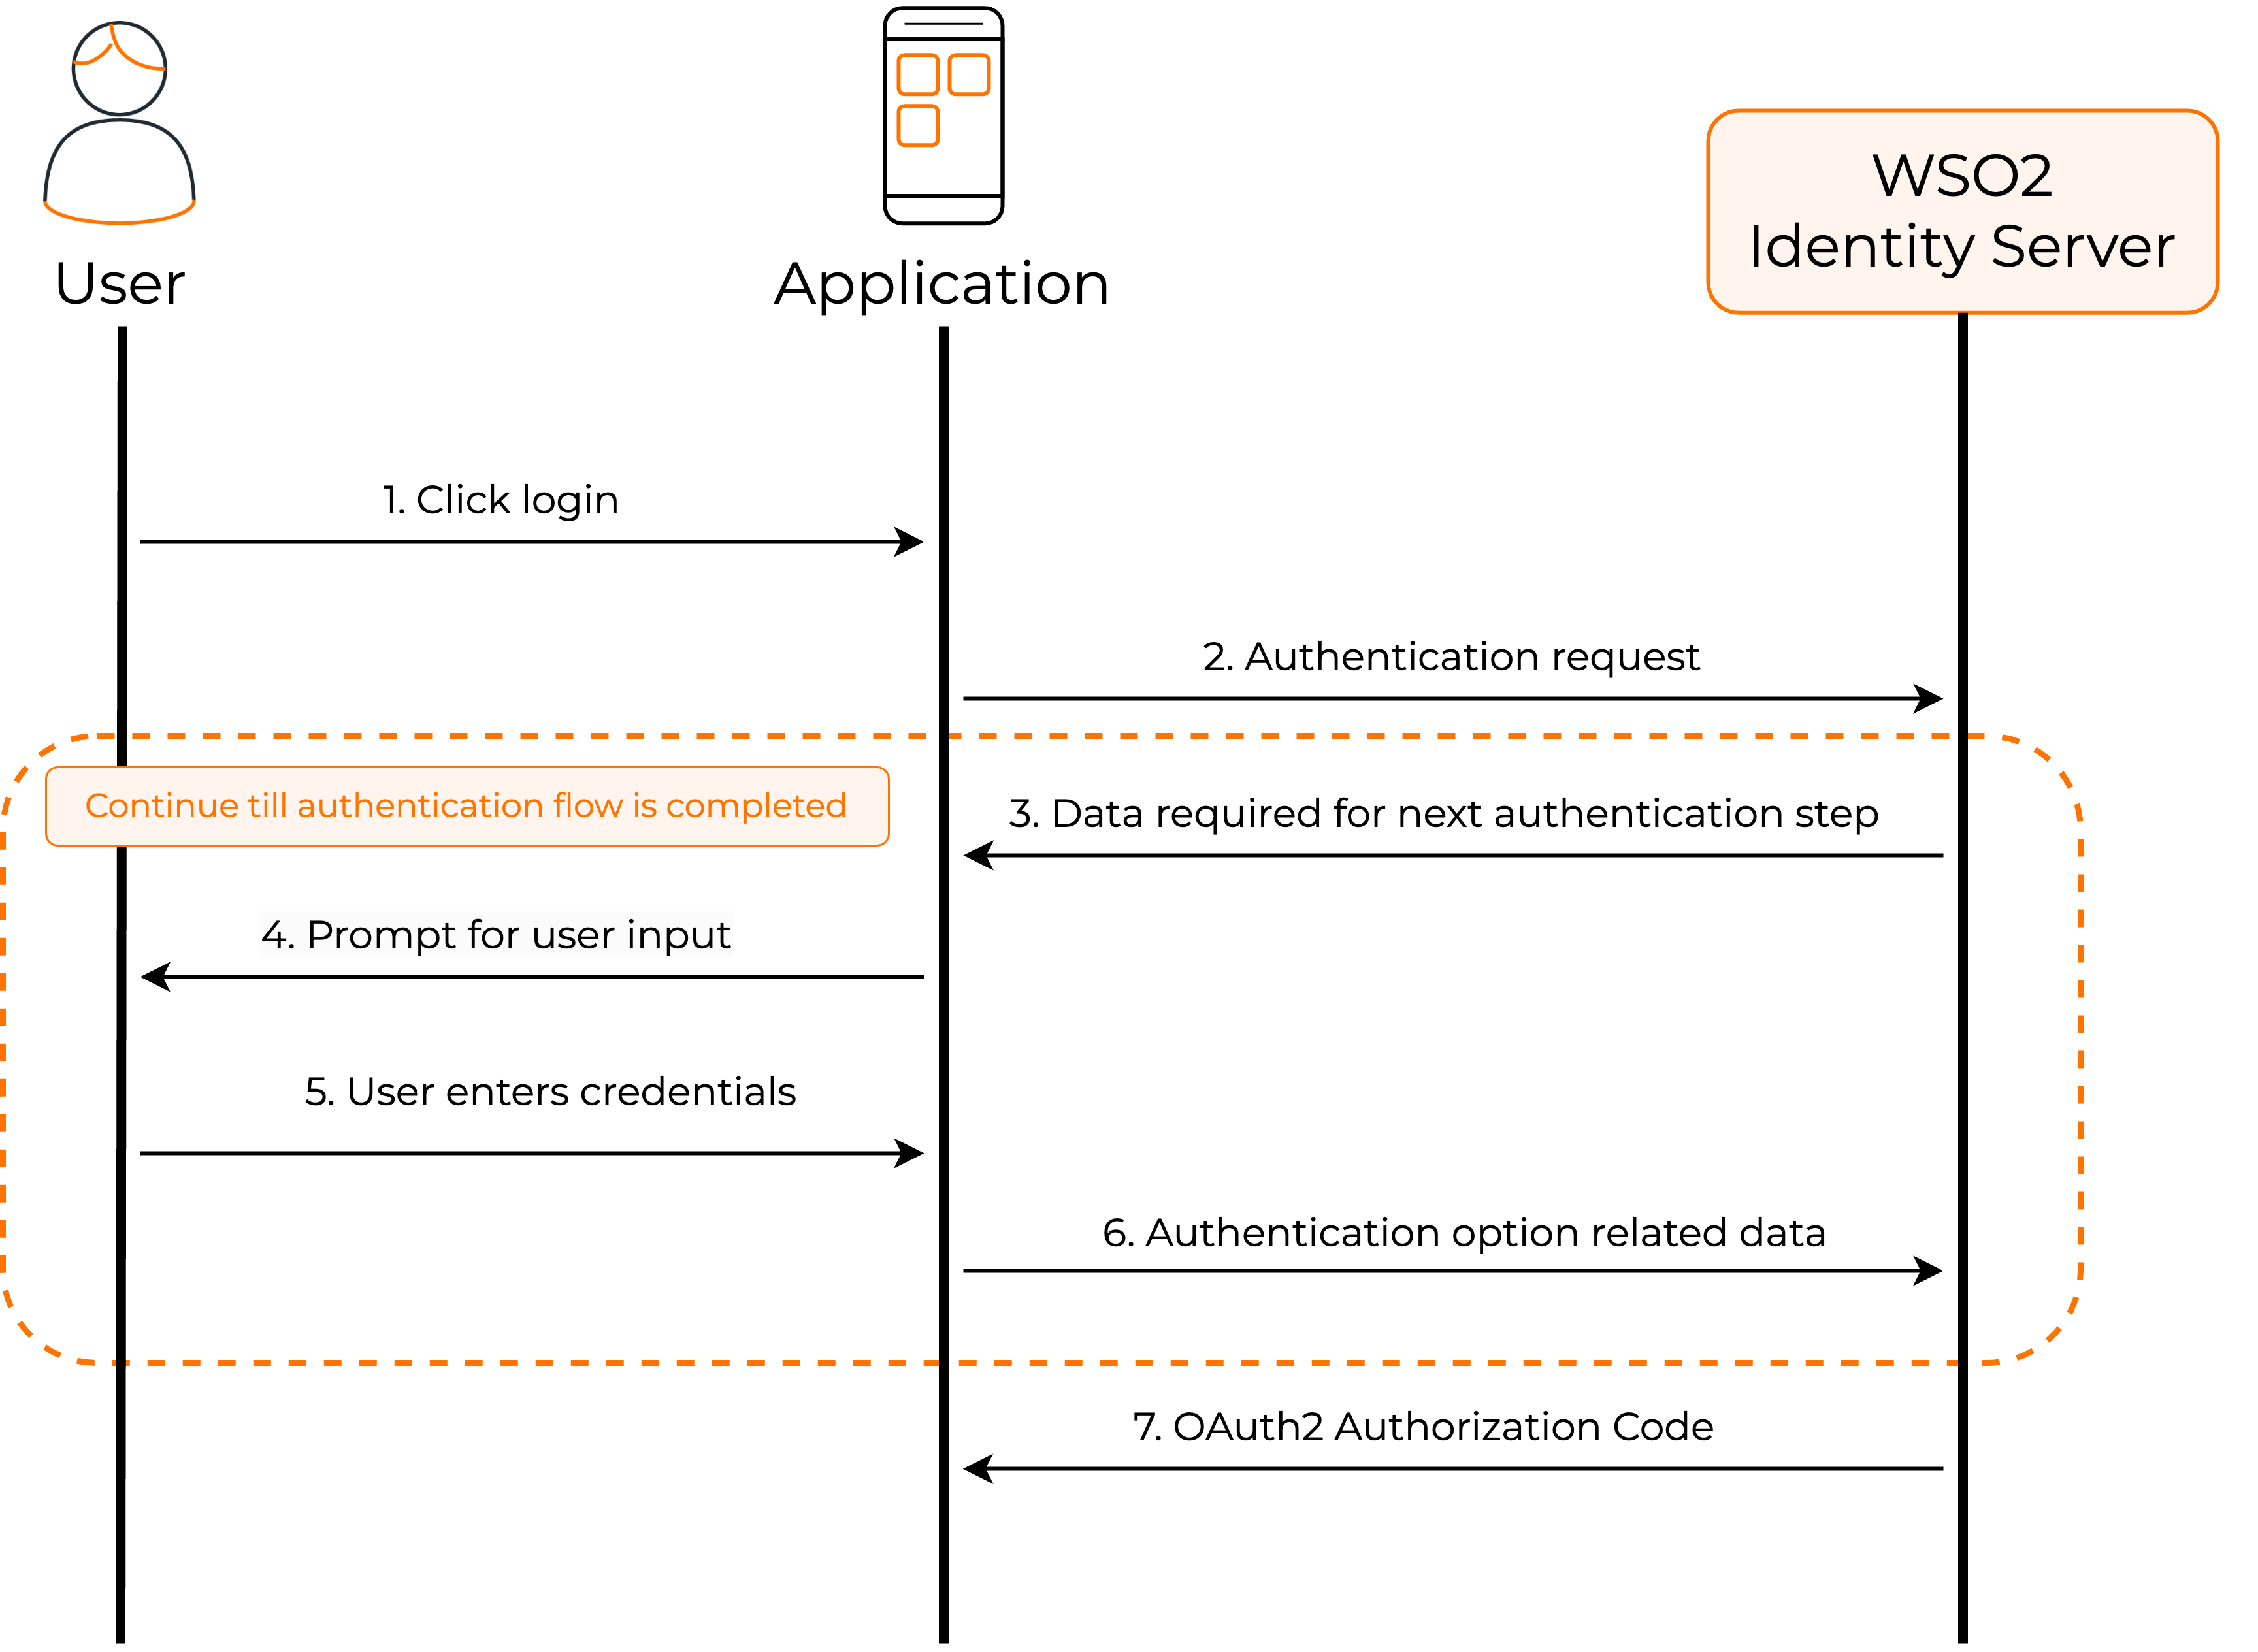 User
Application
WSO2
Identity Server
1. Click login
2. Authentication request
Continue till authentication flow is completed
3. Data required for next authentication step
4. Prompt for user input
5. User enters credentials
6. Authentication option related data
7. OAuth2 Authorization Code